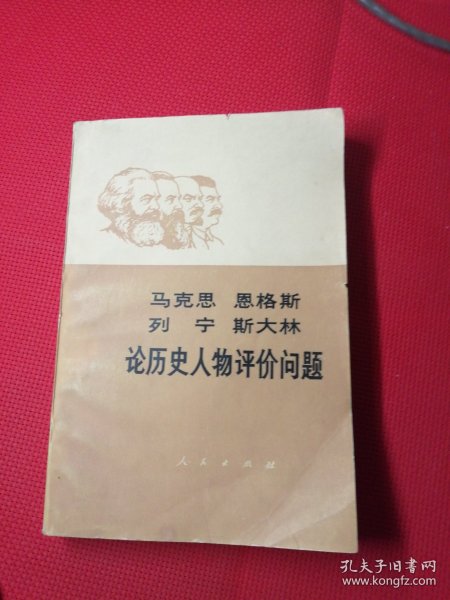 马克思 恩格斯
列宁 斯大林
论历史人物评价问题
人民出版社
孔夫子旧书网
www.kongfz.com